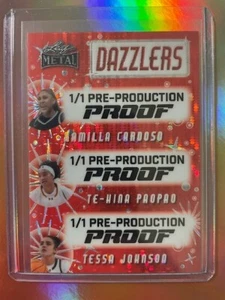 Leaf
METAL
DAZZLERS
1/1 PRE-PRODUCTION
PROOF
KAMILLA CARDOSO
1/1 PRE-PRODUCTION
PROOF
TE-HINA PAOPAO
1/1 PRE-PRODUCTION
PROOF
TESSA JOHNSON